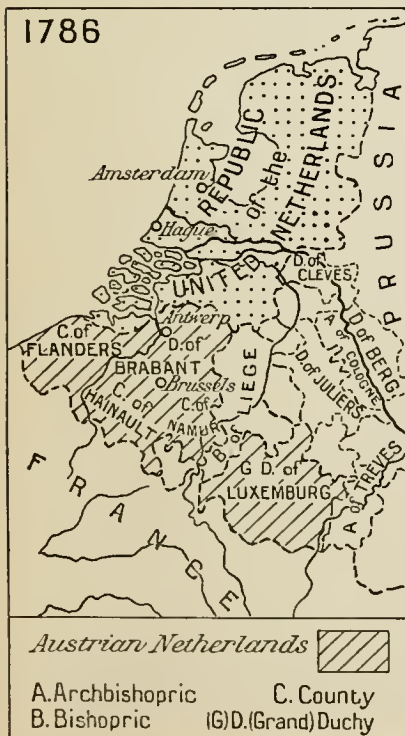 1786
REPUBLIC
of the
NETHERLANDS
UNITED
PRUSSIA
Amsterdam
Hague
D. of
CLEVES
Antwerp
C. of
FLANDERS
D. of
BRABANT
Brussels
C. of
HAINAULT
C. of
NAMUR
B. of LIEGE
D. of JULIERS
A. of COLOGNE
D. of BERG
G D. of
LUXEMBURG
A of TREVES
FRANCE
Austrian Netherlands
A. Archbishopric C. County
B. Bishopric (G) D. (Grand) Duchy